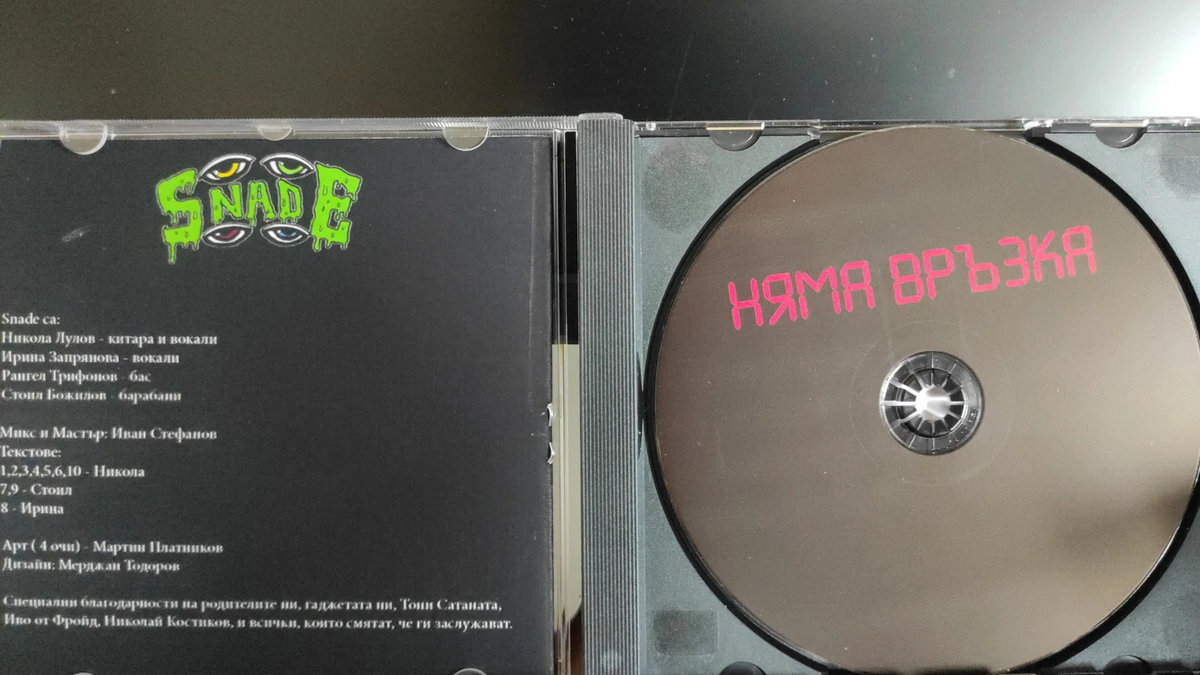 SNADE
Snade са:
Никола Лулов - китара и вокали
Ирина Запрянова - вокали
Рангел Трифонов - бас
Стоил Божилов - барабани
Микс и Мастър: Иван Стефанов
Текстове:
1,2,3,4,5,6,10 - Никола
7,9 - Стоил
8 - Ирина
Арт ( 4 очи) - Мартин Платников
Дизайн: Мерджан Тодоров
Специални благодарности на родителите ни, гаджетата ни, Тони Сатаната,
Иво от Фройд, Николай Костиков, и всички, които смятат, че ги заслужават.
НЯМА ВРЪЗКА